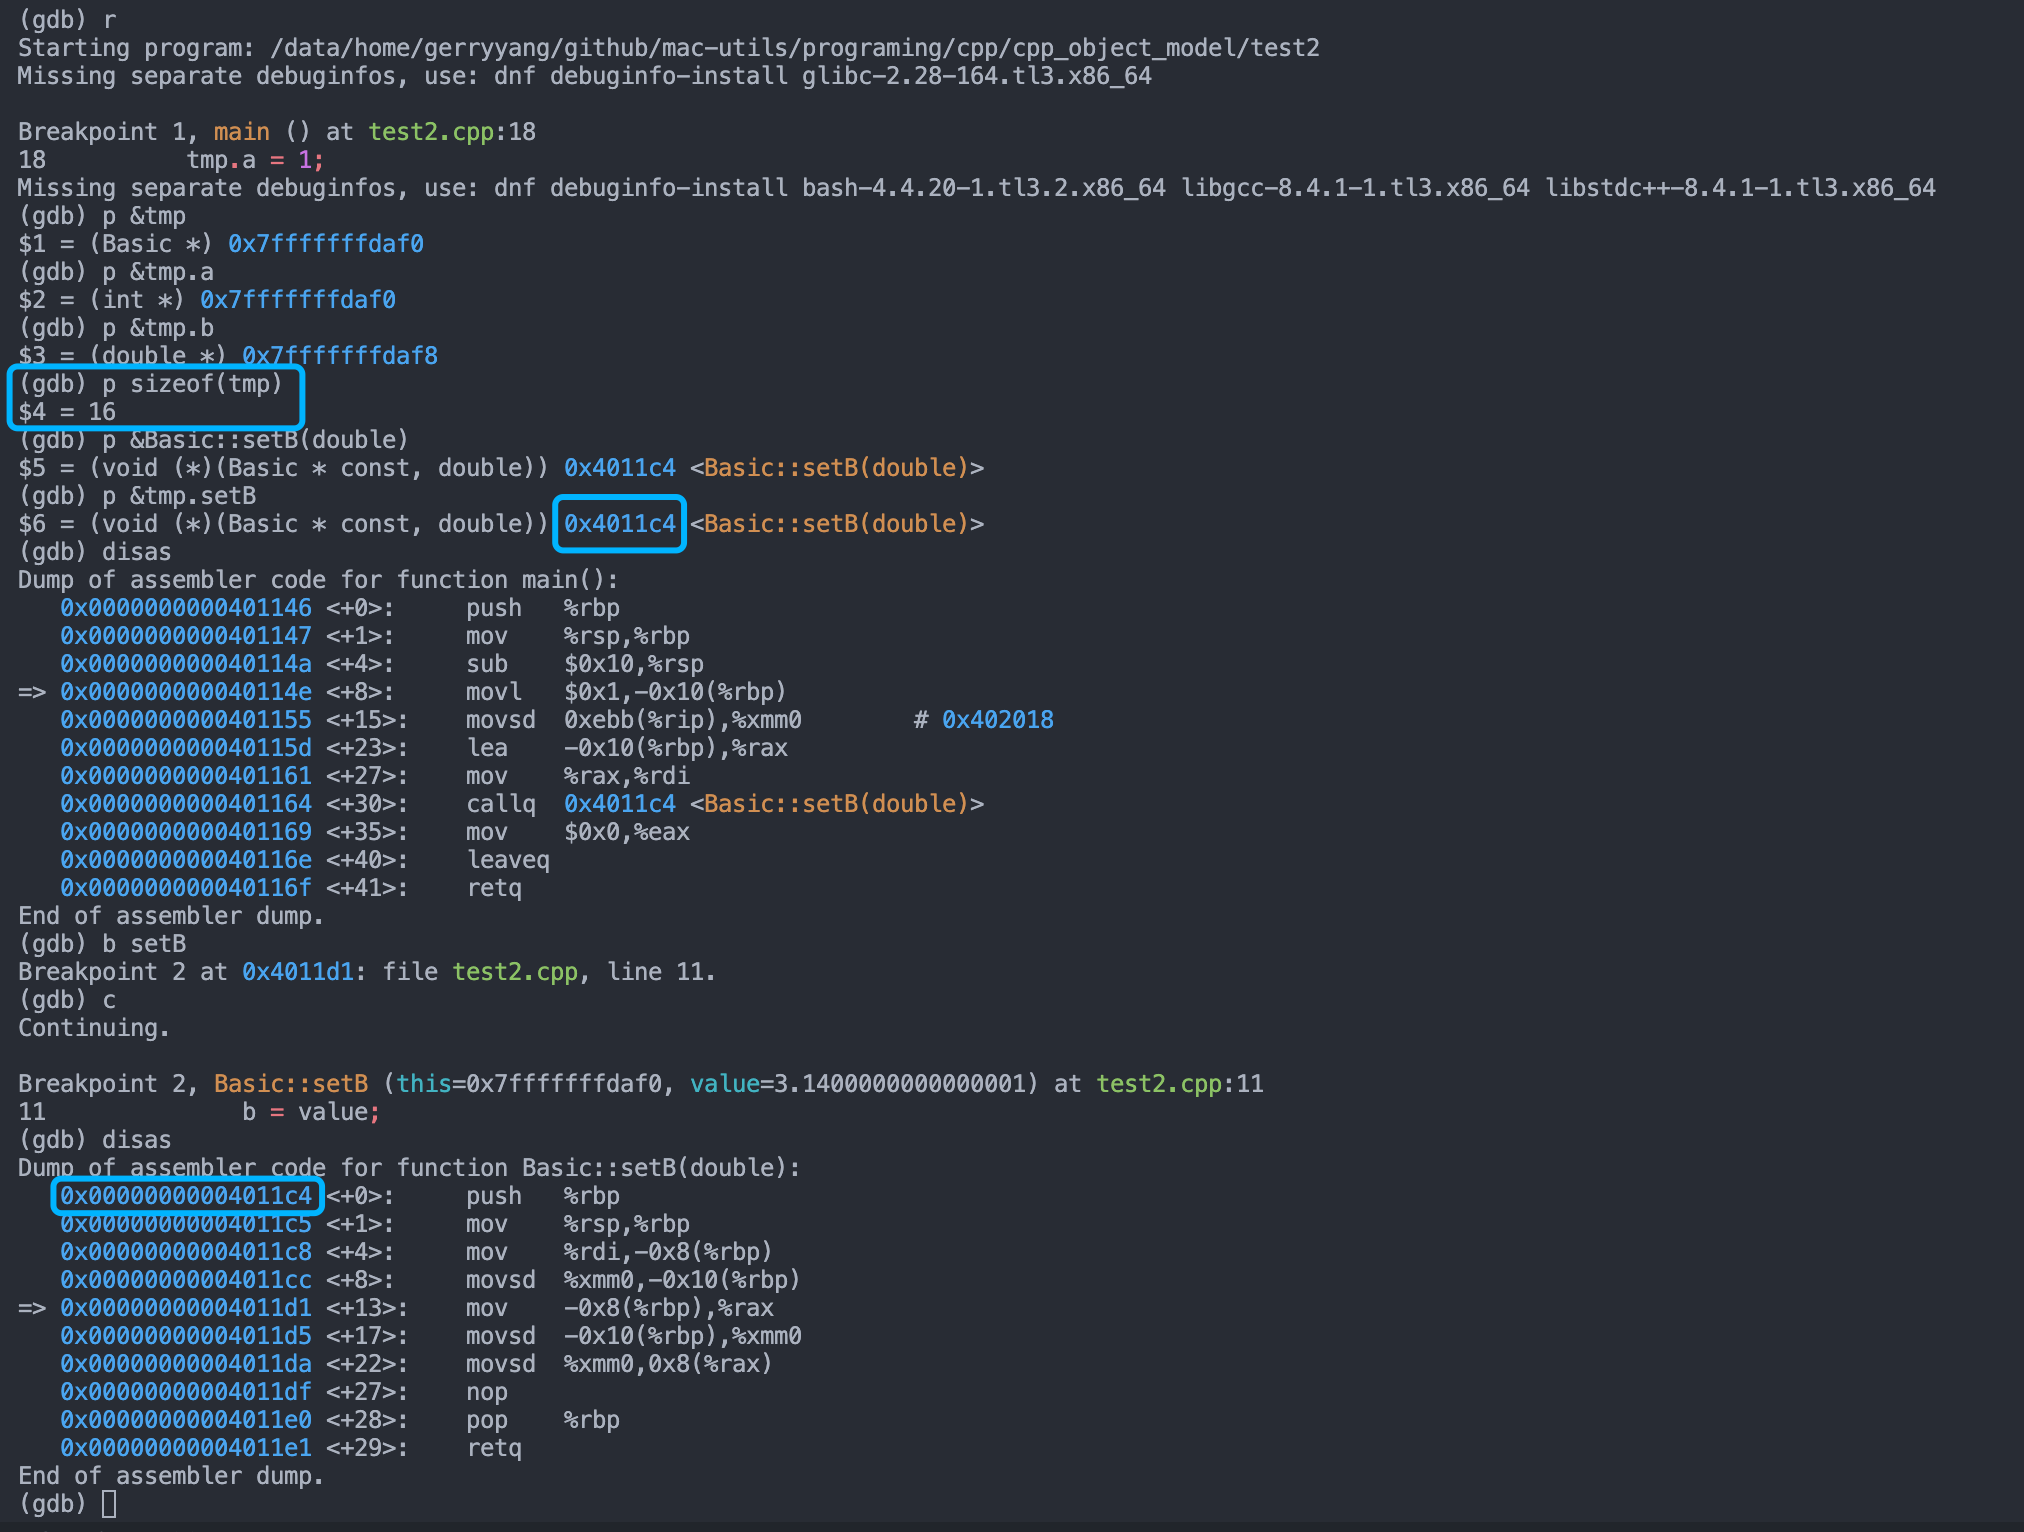 (gdb) r
Starting program: /data/home/gerryyang/github/mac-utils/programing/cpp/cpp_object_model/test2
Missing separate debuginfos, use: dnf debuginfo-install glibc-2.28-164.tl3.x86_64
Breakpoint 1, main () at test2.cpp:18
18          tmp.a = 1;
Missing separate debuginfos, use: dnf debuginfo-install bash-4.4.20-1.tl3.2.x86_64 libgcc-8.4.1-1.tl3.x86_64 libstdc++-8.4.1-1.tl3.x86_64
(gdb) p &tmp
$1 = (Basic *) 0x7fffffffdaf0
(gdb) p &tmp.a
$2 = (int *) 0x7fffffffdaf0
(gdb) p &tmp.b
$3 = (double *) 0x7fffffffdaf8
(gdb) p sizeof(tmp)
$4 = 16
(gdb) p &Basic::setB(double)
$5 = (void (*)(Basic * const, double)) 0x4011c4 <Basic::setB(double)>
(gdb) p &tmp.setB
$6 = (void (*)(Basic * const, double)) 0x4011c4 <Basic::setB(double)>
(gdb) disas
Dump of assembler code for function main():
   0x0000000000401146 <+0>:     push   %rbp
   0x0000000000401147 <+1>:     mov    %rsp,%rbp
   0x000000000040114a <+4>:     sub    $0x10,%rsp
=> 0x000000000040114e <+8>:     movl   $0x1,-0x10(%rbp)
   0x0000000000401155 <+15>:    movsd  0xebb(%rip),%xmm0        # 0x402018
   0x000000000040115d <+23>:    lea    -0x10(%rbp),%rax
   0x0000000000401161 <+27>:    mov    %rax,%rdi
   0x0000000000401164 <+30>:    callq  0x4011c4 <Basic::setB(double)>
   0x0000000000401169 <+35>:    mov    $0x0,%eax
   0x000000000040116e <+40>:    leaveq
   0x000000000040116f <+41>:    retq
End of assembler dump.
(gdb) b setB
Breakpoint 2 at 0x4011d1: file test2.cpp, line 11.
(gdb) c
Continuing.
Breakpoint 2, Basic::setB (this=0x7fffffffdaf0, value=3.1400000000000001) at test2.cpp:11
11              b = value;
(gdb) disas
Dump of assembler code for function Basic::setB(double):
   0x00000000004011c4 <+0>:     push   %rbp
   0x00000000004011c5 <+1>:     mov    %rsp,%rbp
   0x00000000004011c8 <+4>:     mov    %rdi,-0x8(%rbp)
   0x00000000004011cc <+8>:     movsd  %xmm0,-0x10(%rbp)
=> 0x00000000004011d1 <+13>:    mov    -0x8(%rbp),%rax
   0x00000000004011d5 <+17>:    movsd  -0x10(%rbp),%xmm0
   0x00000000004011da <+22>:    movsd  %xmm0,0x8(%rax)
   0x00000000004011df <+27>:    nop
   0x00000000004011e0 <+28>:    pop    %rbp
   0x00000000004011e1 <+29>:    retq
End of assembler dump.
(gdb)